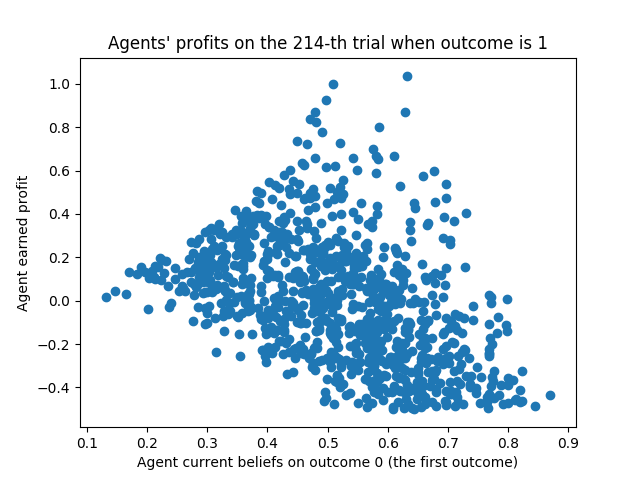 Agents' profits on the 214-th trial when outcome is 1
Agent earned profit
1.0
0.8
0.6
0.4
0.2
0.0
−0.2
−0.4
0.1 0.2 0.3 0.4 0.5 0.6 0.7 0.8 0.9
Agent current beliefs on outcome 0 (the first outcome)